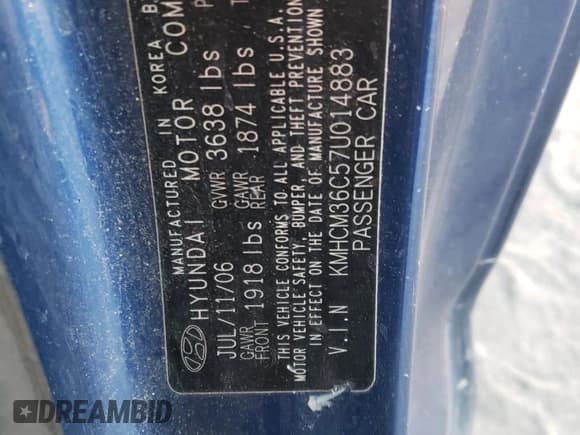 MANUFACTURED IN KOREA B
HYUNDAI MOTOR COM
JUL/11/06 GVWR 3638 lbs
GAWR FRONT 1918 lbs GAWR REAR 1874 lbs
THIS VEHICLE CONFORMS TO ALL APPLICABLE U.S.A.
MOTOR VEHICLE SAFETY, BUMPER, AND THEFT PREVENTION
IN EFFECT ON THE DATE OF MANUFACTURE SHOWN
V.I.N KMHCM36C57U014883
PASSENGER CAR
DREAMBID